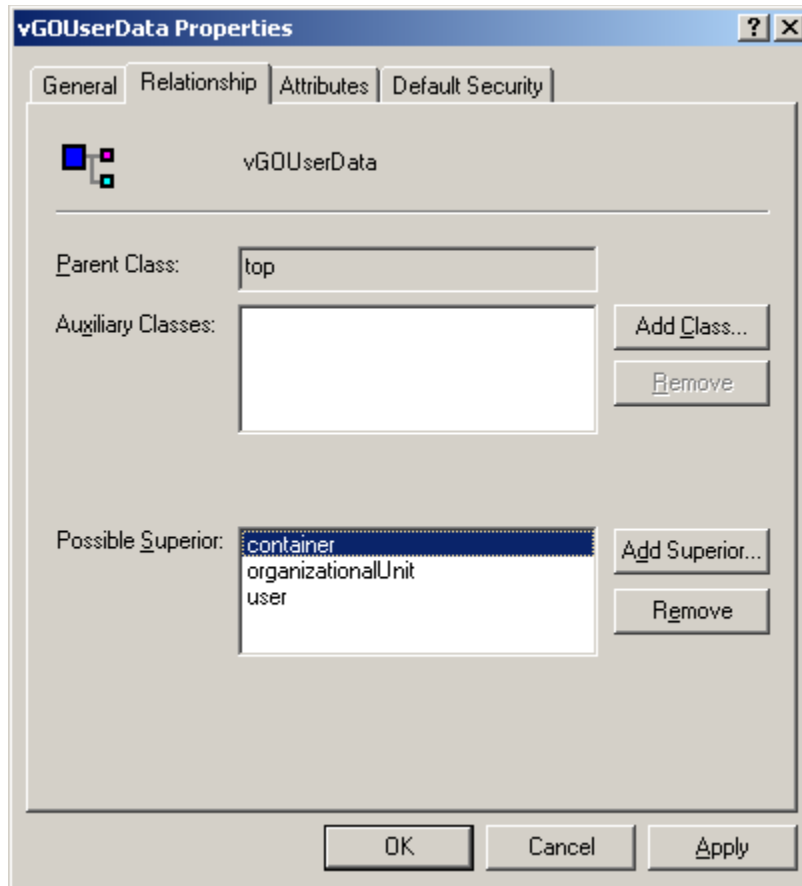 vGOUserData Properties
? X
General Relationship Attributes Default Security
vGOUserData
Parent Class: top
Auxiliary Classes: Add Class...
Remove
Possible Superior: container Add Superior...
organizationalUnit
user Remove
OK Cancel Apply